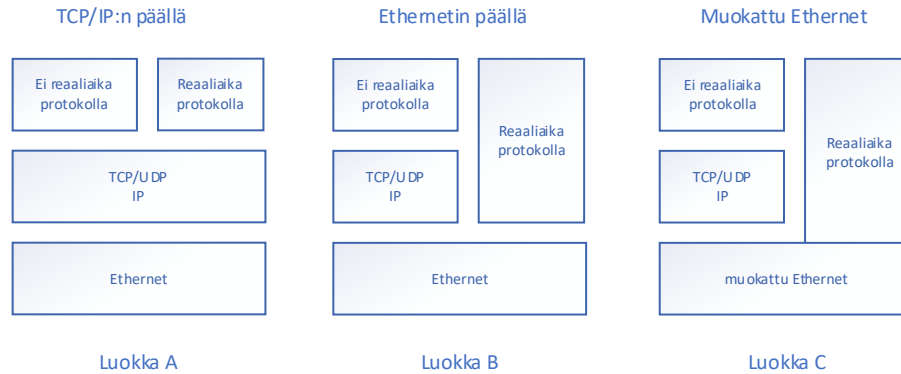 TCP/IP:n päällä
Ei reaaliaika
protokolla
Reaaliaika
protokolla
TCP/UDP
IP
Ethernet
Luokka A
Ethernetin päällä
Ei reaaliaika
protokolla
Reaaliaika
protokolla
TCP/UDP
IP
Ethernet
Luokka B
Muokattu Ethernet
Ei reaaliaika
protokolla
Reaaliaika
protokolla
TCP/UDP
IP
muokattu Ethernet
Luokka C